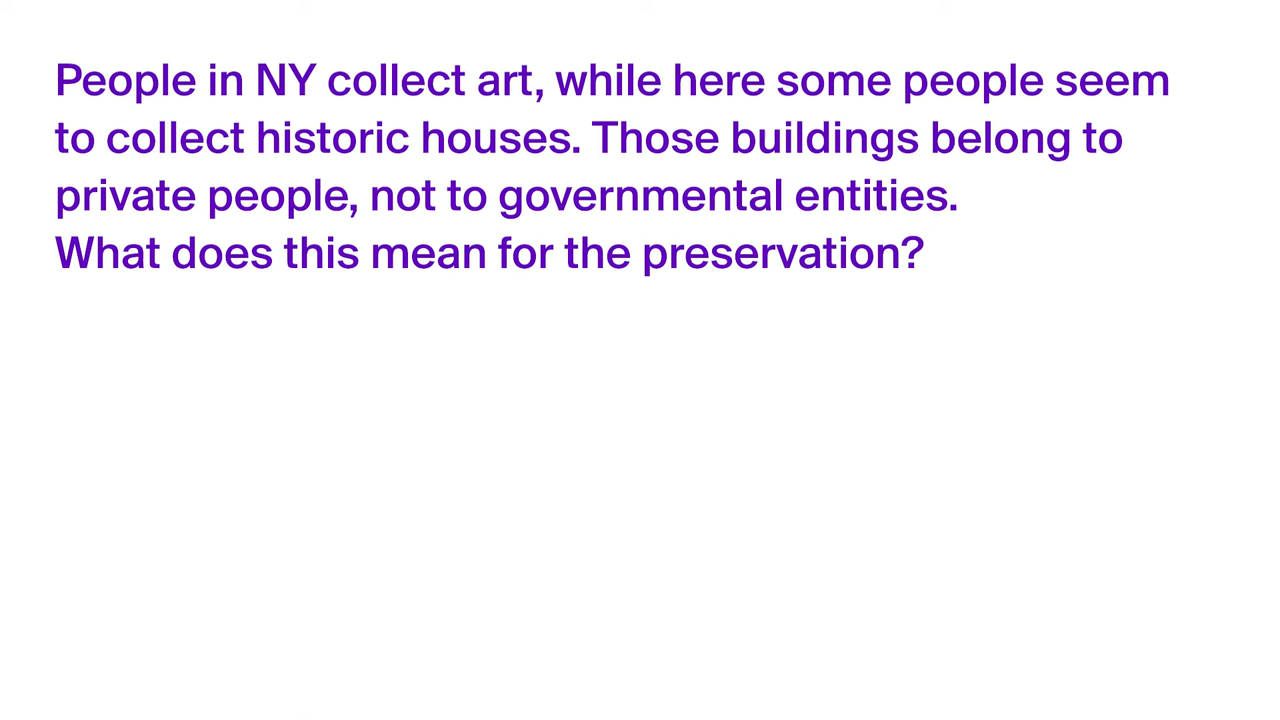 People in NY collect art, while here some people seem
to collect historic houses. Those buildings belong to
private people, not to governmental entities.
What does this mean for the preservation?